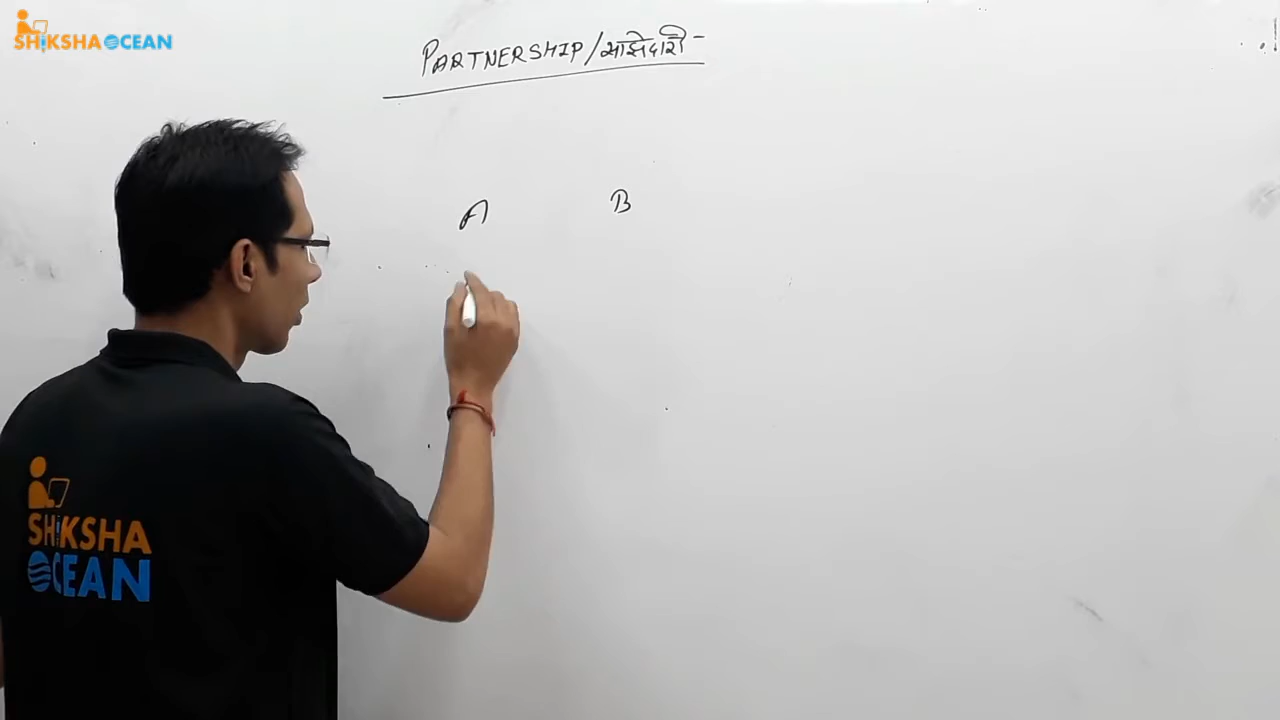 SHIKSHA OCEAN
PARTNERSHIP/साझेदारी-
A B
SHIKSHA
OCEAN